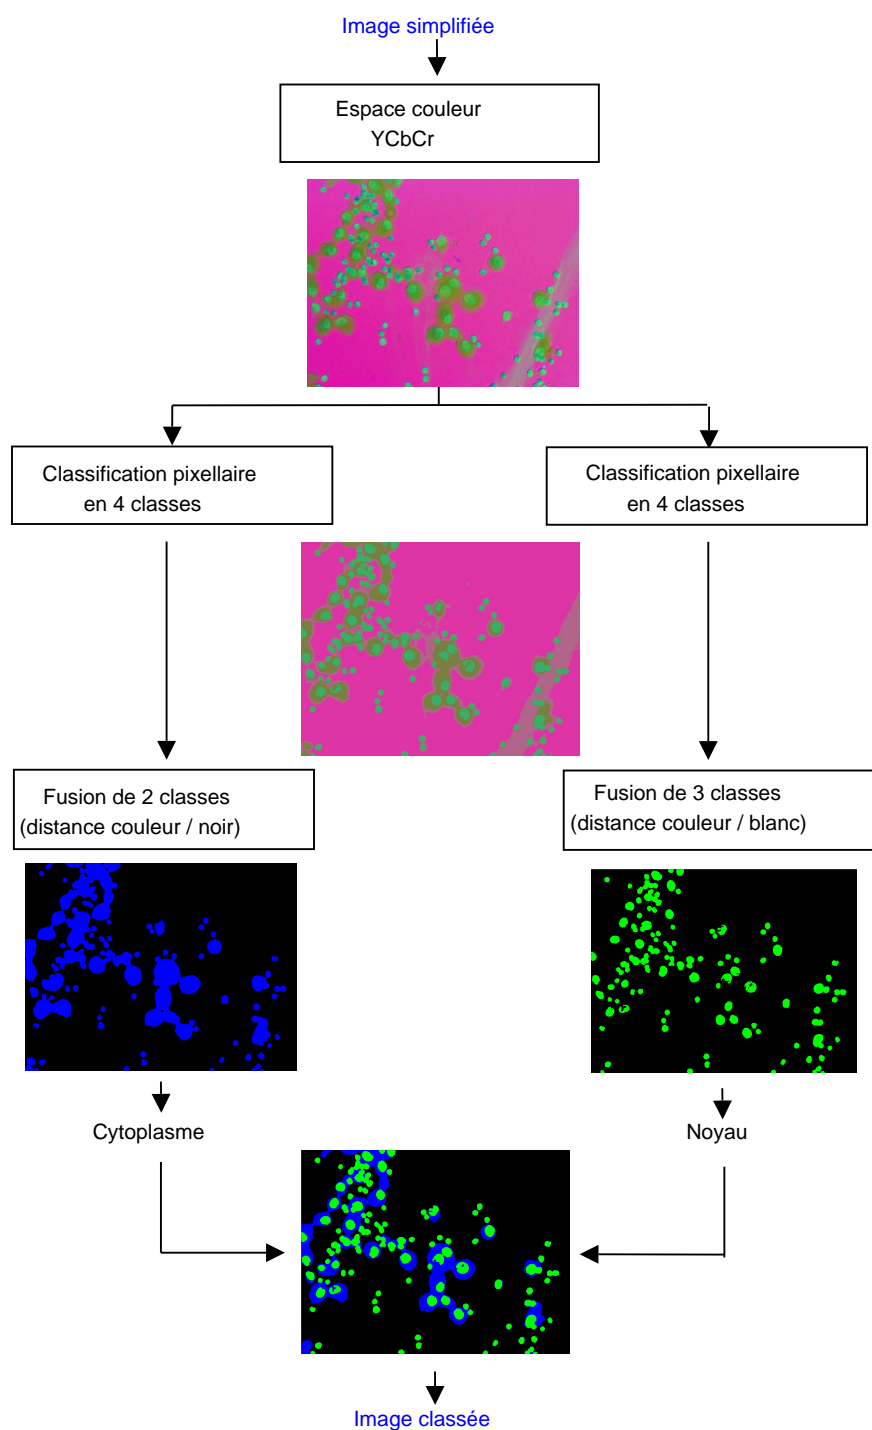 Image simplifiée
Espace couleur
YCbCr
Classification pixellaire
en 4 classes
Classification pixellaire
en 4 classes
Fusion de 2 classes
(distance couleur / noir)
Fusion de 3 classes
(distance couleur / blanc)
Cytoplasme
Noyau
Image classée